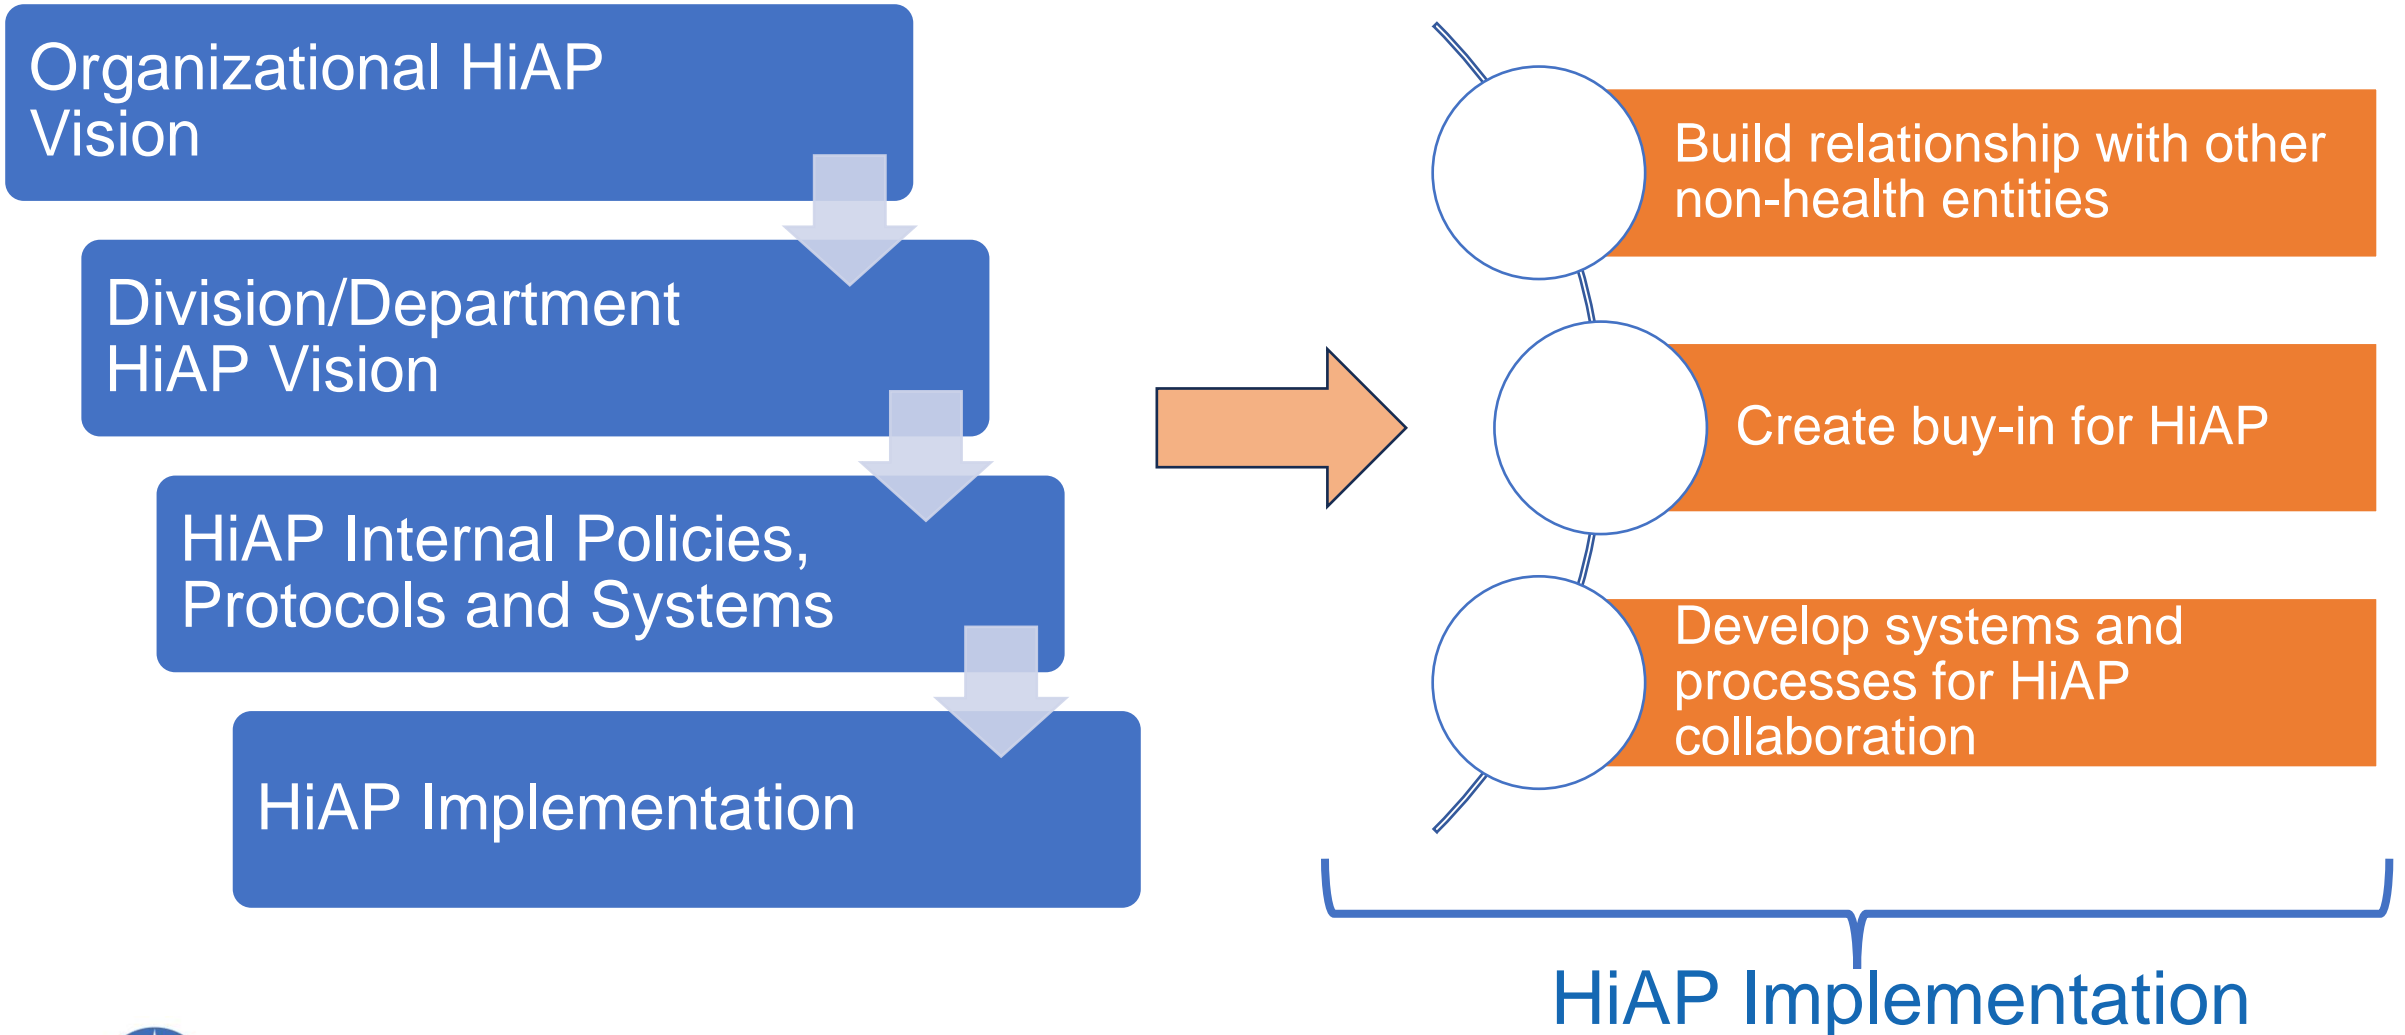 Organizational HiAP
Vision
Division/Department
HiAP Vision
HiAP Internal Policies,
Protocols and Systems
HiAP Implementation
Build relationship with other
non-health entities
Create buy-in for HiAP
Develop systems and
processes for HiAP
collaboration
HiAP Implementation